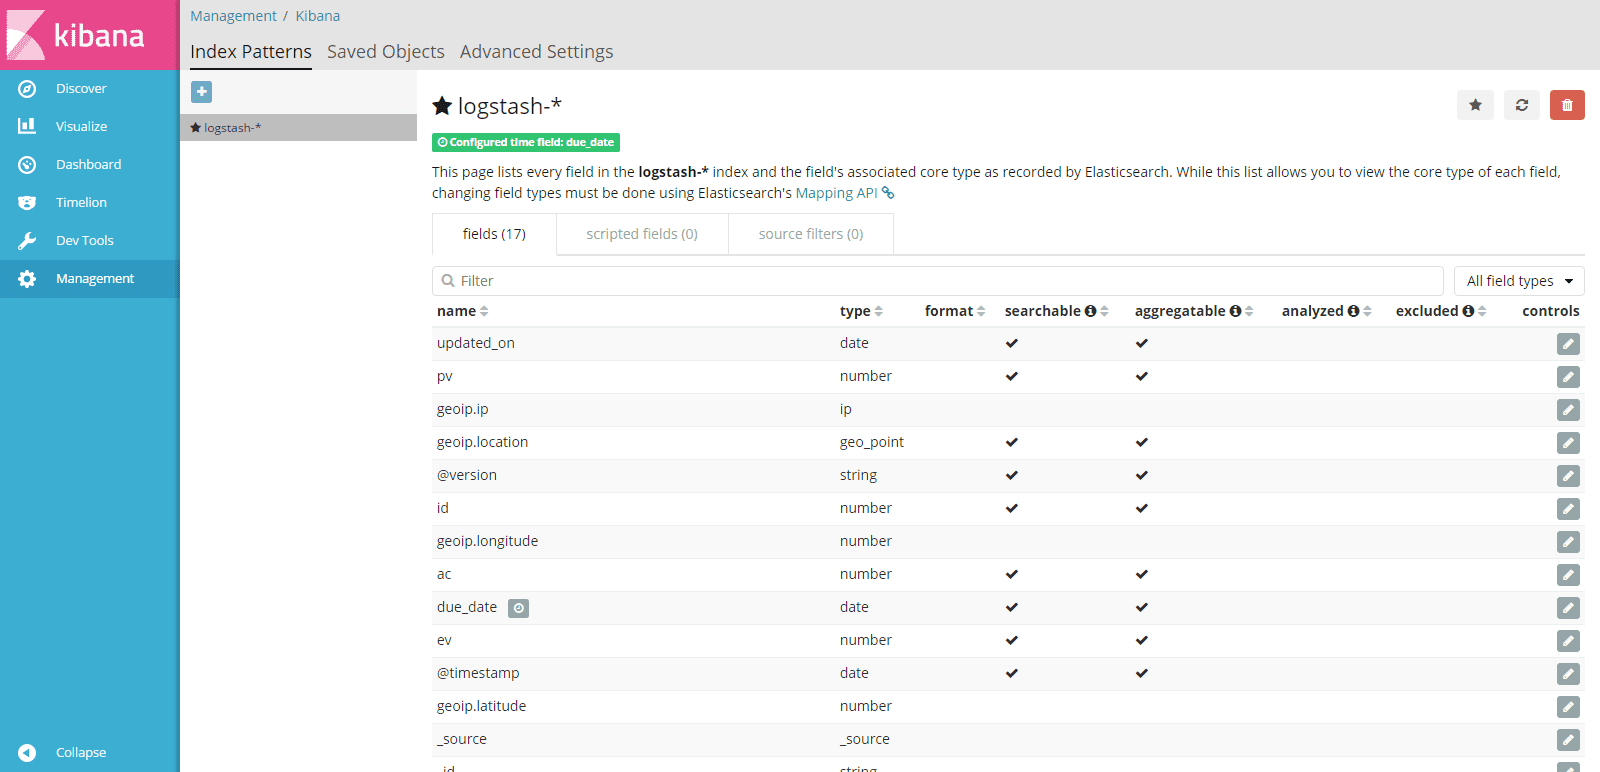 kibana
Discover
Visualize
Dashboard
Timelion
Dev Tools
Management
Collapse
Management / Kibana
Index Patterns Saved Objects Advanced Settings
logstash-*
logstash-*
Configured time field: due_date
This page lists every field in the logstash-* index and the field's associated core type as recorded by Elasticsearch. While this list allows you to view the core type of each field,
changing field types must be done using Elasticsearch's Mapping API
fields (17) scripted fields (0) source filters (0)
Filter All field types
name type format searchable aggregatable analyzed excluded controls
updated_on date
pv number
geoip.ip ip
geoip.location geo_point
@version string
id number
geoip.longitude number
ac number
due_date date
ev number
@timestamp date
geoip.latitude number
_source _source
_id string